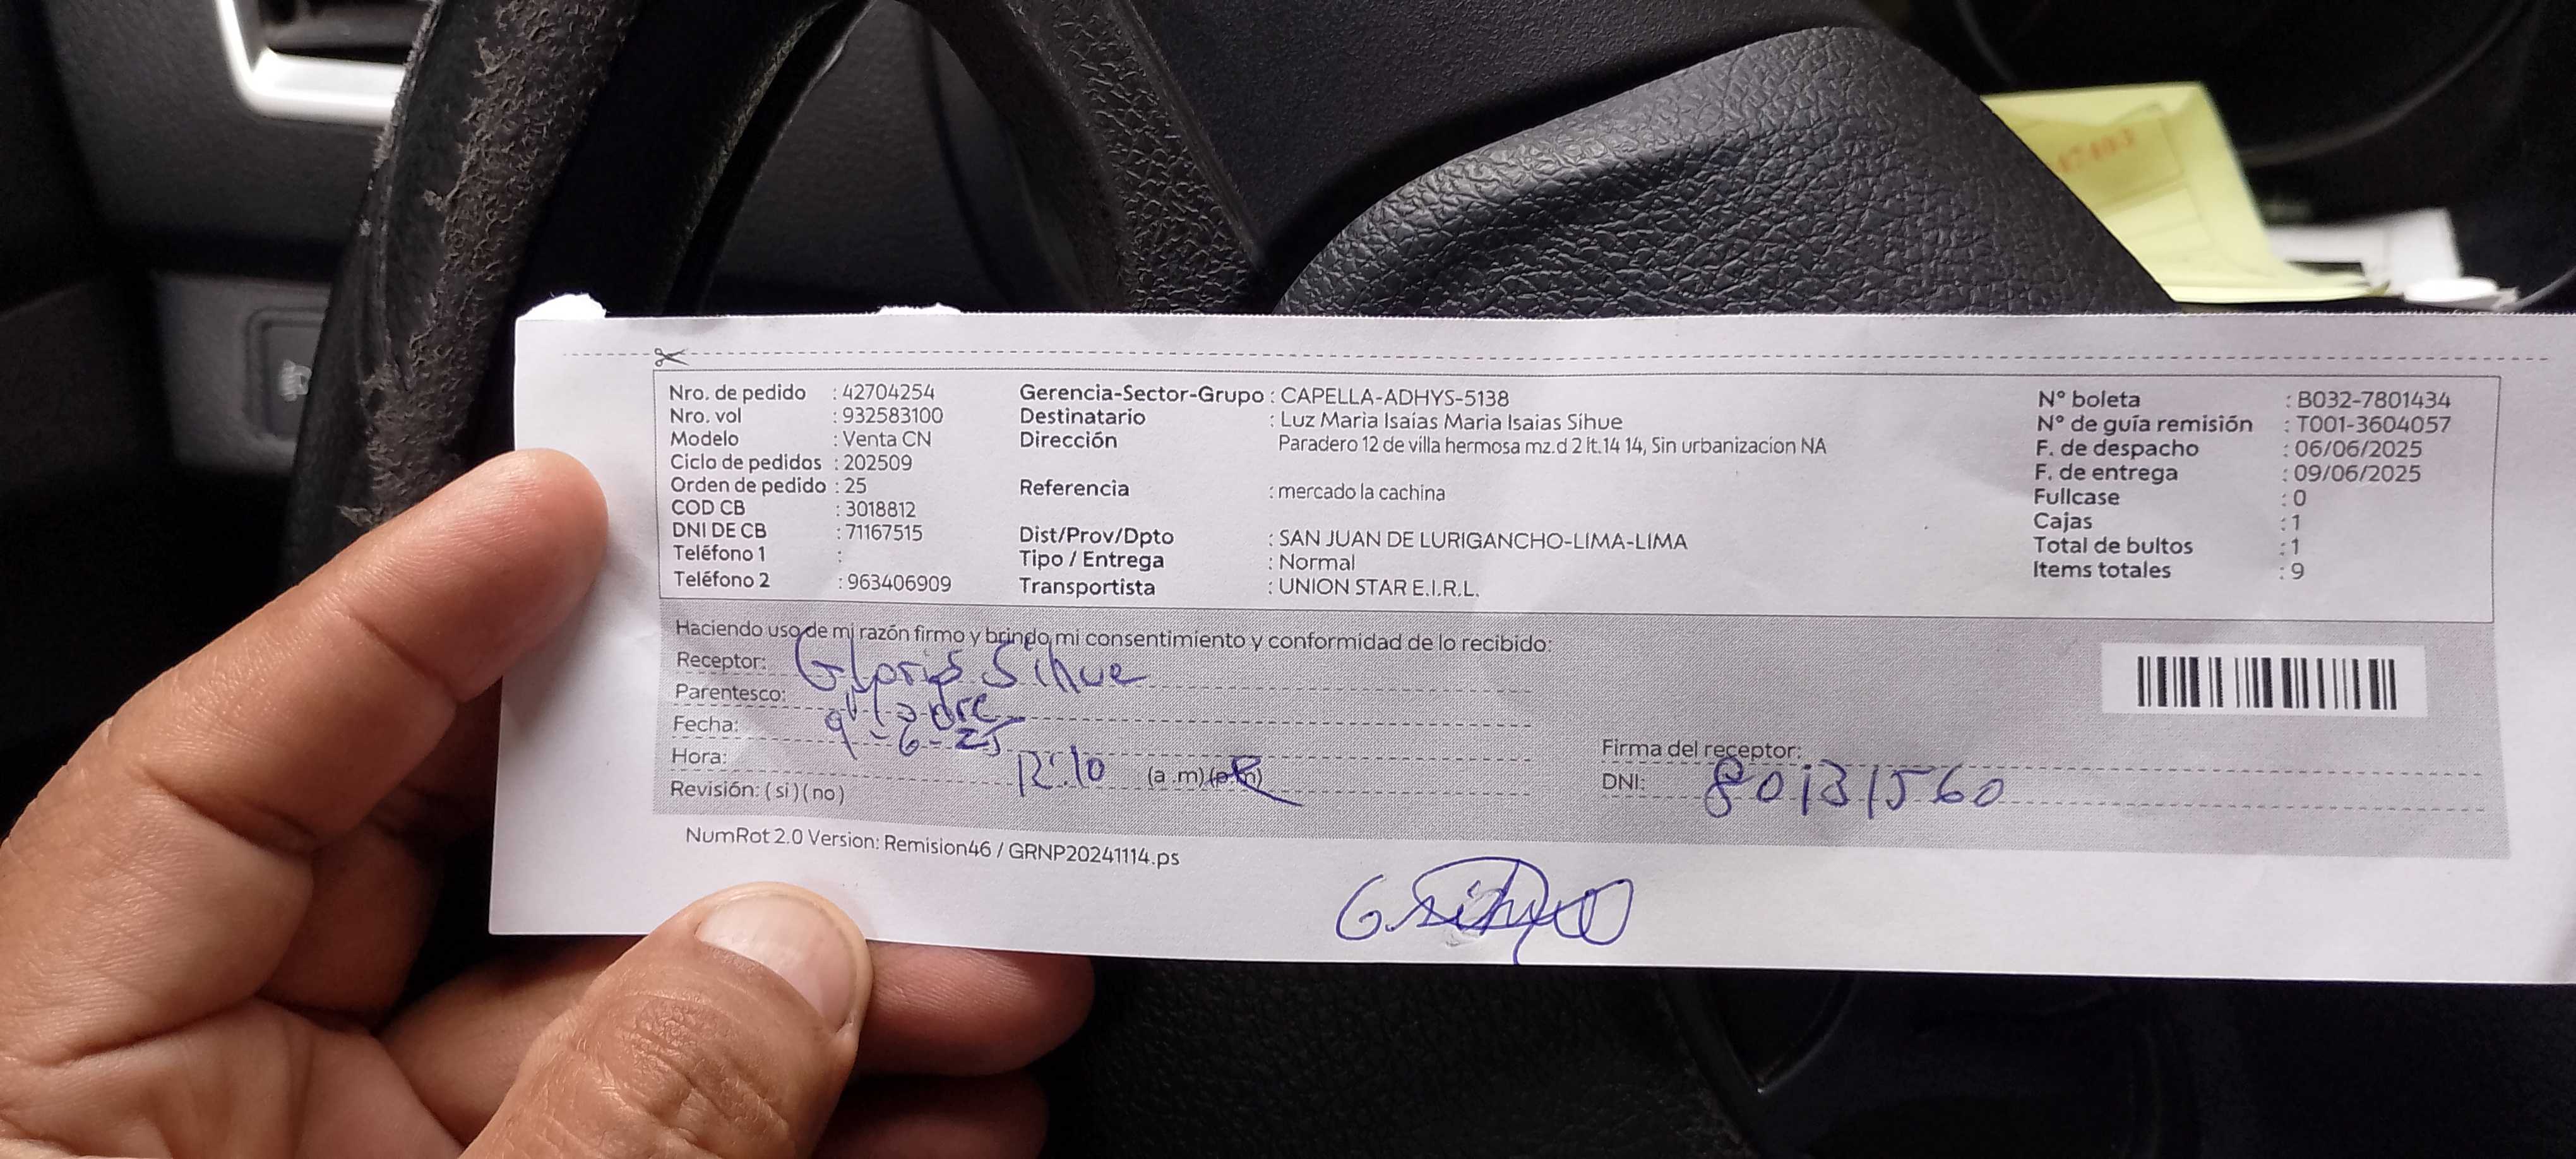 Nro. de pedido : 42704254
Nro. vol : 932583100
Modelo : Venta CN
Ciclo de pedidos : 202509
Orden de pedido : 25
COD CB : 3018812
DNI DE CB : 71167515
Teléfono 1 :
Teléfono 2 : 963406909
Gerencia-Sector-Grupo : CAPELLA-ADHYS-5138
Destinatario : Luz Maria Isaías Maria Isaias Sihue
Dirección Paradero 12 de villa hermosa mz.d 2 lt.14 14, Sin urbanizacion NA
Referencia : mercado la cachina
Dist/Prov/Dpto : SAN JUAN DE LURIGANCHO-LIMA-LIMA
Tipo / Entrega : Normal
Transportista : UNION STAR E.I.R.L.
N° boleta : B032-7801434
N° de guía remisión : T001-3604057
F. de despacho : 06/06/2025
F. de entrega : 09/06/2025
Fullcase : 0
Cajas : 1
Total de bultos : 1
Items totales : 9
Haciendo uso de mi razón firmo y brindo mi consentimiento y conformidad de lo recibido:
Receptor: Gloria Sihue
Parentesco: Madre
Fecha: 9-6-25
Hora: 12:10 (a.m)(p.m)
Revisión: (si)(no)
Firma del receptor:
DNI: 80131560
NumRot 2.0 Version: Remision46 / GRNP20241114.ps